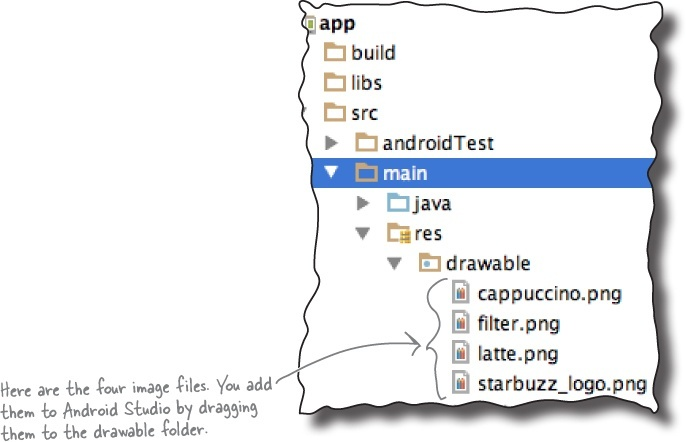 app
build
libs
src
androidTest
main
java
res
drawable
cappuccino.png
filter.png
latte.png
starbuzz_logo.png
Here are the four image files. You add
them to Android Studio by dragging
them to the drawable folder.